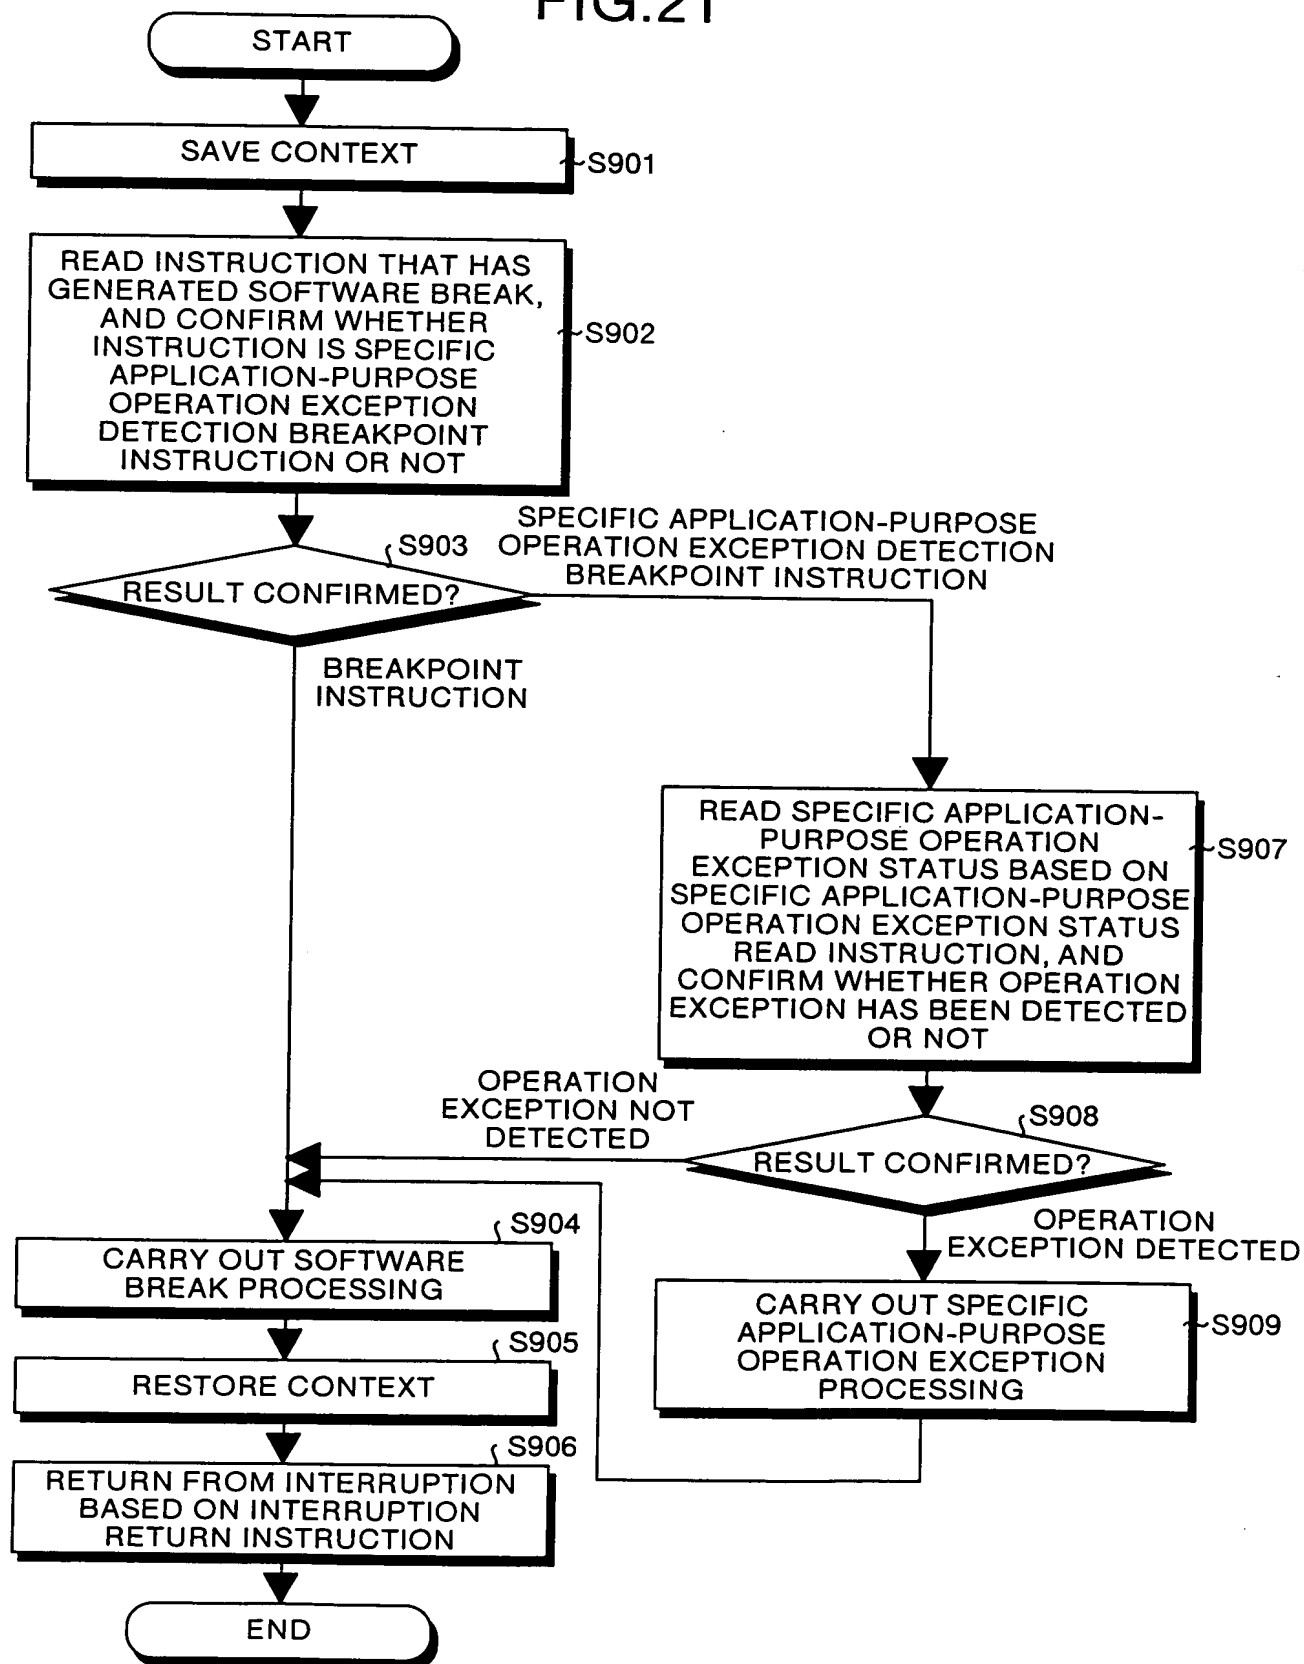 FIG.21
START
SAVE CONTEXT
S901
READ INSTRUCTION THAT HAS
GENERATED SOFTWARE BREAK,
AND CONFIRM WHETHER
INSTRUCTION IS SPECIFIC
APPLICATION-PURPOSE
OPERATION EXCEPTION
DETECTION BREAKPOINT
INSTRUCTION OR NOT
S902
S903
RESULT CONFIRMED?
SPECIFIC APPLICATION-PURPOSE
OPERATION EXCEPTION DETECTION
BREAKPOINT INSTRUCTION
BREAKPOINT
INSTRUCTION
READ SPECIFIC APPLICATION-
PURPOSE OPERATION
EXCEPTION STATUS BASED ON
SPECIFIC APPLICATION-PURPOSE
OPERATION EXCEPTION STATUS
READ INSTRUCTION, AND
CONFIRM WHETHER OPERATION
EXCEPTION HAS BEEN DETECTED
OR NOT
S907
OPERATION
EXCEPTION NOT
DETECTED
S908
RESULT CONFIRMED?
OPERATION
EXCEPTION DETECTED
S904
CARRY OUT SOFTWARE
BREAK PROCESSING
CARRY OUT SPECIFIC
APPLICATION-PURPOSE
OPERATION EXCEPTION
PROCESSING
S909
S905
RESTORE CONTEXT
S906
RETURN FROM INTERRUPTION
BASED ON INTERRUPTION
RETURN INSTRUCTION
END